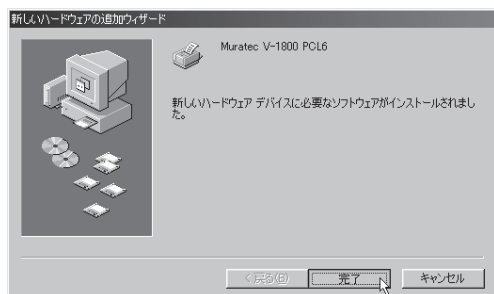 新しいハードウェアの追加ウィザード
Muratec V-1800 PCL6
新しいハードウェア デバイスに必要なソフトウェアがインストールされまし
た。
< 戻る(B)
完了
キャンセル